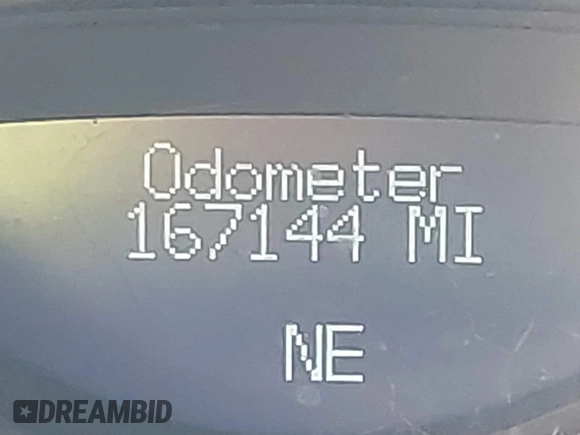 Odometer
167144 MI
NE
DREAMBID